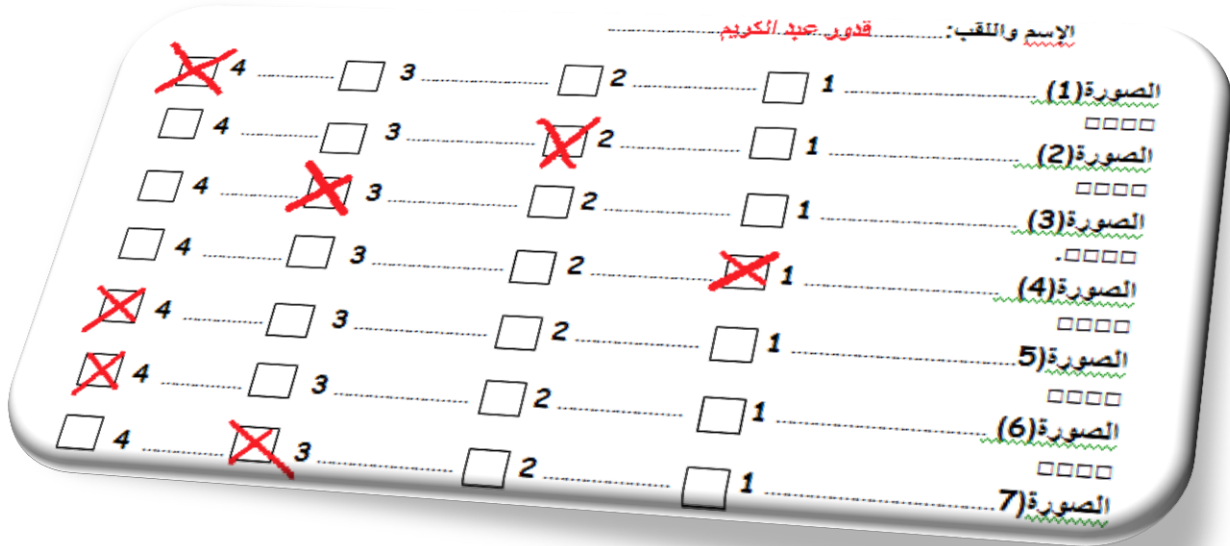 الإسم واللقب: ............ قدور عبد الكريم ............
الصورة(1) ............ 1 □ ............ 2 □ ............ 3 □ ............ 4 ☒
□□□□
الصورة(2) ............ 1 □ ............ 2 ☒ ............ 3 □ ............ 4 □
□□□□
الصورة(3) ............ 1 □ ............ 2 □ ............ 3 ☒ ............ 4 □
□□□□.
الصورة(4) ............ 1 ☒ ............ 2 □ ............ 3 □ ............ 4 □
□□□□
الصورة(5 ............ 1 □ ............ 2 □ ............ 3 □ ............ 4 ☒
□□□□
الصورة(6) ............ 1 □ ............ 2 □ ............ 3 □ ............ 4 ☒
□□□□
الصورة(7 ............ 1 □ ............ 2 □ ............ 3 ☒ ............ 4 □